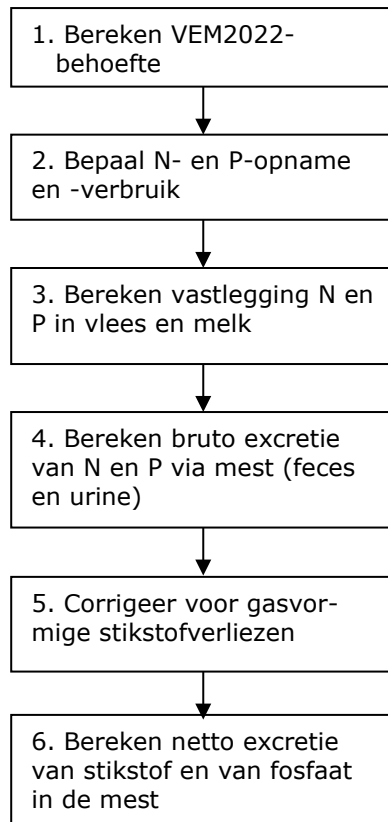 1. Bereken VEM2022-
behoefte
2. Bepaal N- en P-opname
en -verbruik
3. Bereken vastlegging N en
P in vlees en melk
4. Bereken bruto excretie
van N en P via mest (feces
en urine)
5. Corrigeer voor gasvor-
mige stikstofverliezen
6. Bereken netto excretie
van stikstof en van fosfaat
in de mest